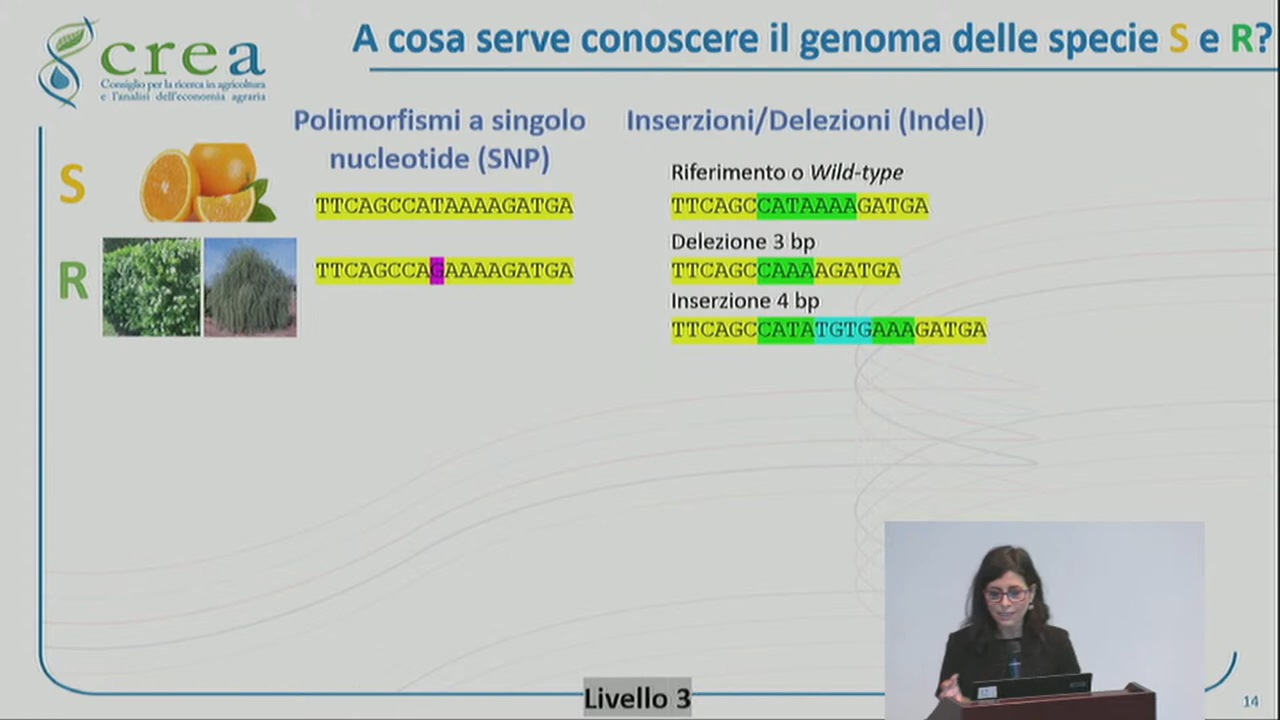 A cosa serve conoscere il genoma delle specie S e R?
crea
Consiglio per la ricerca in agricoltura
e l'analisi dell'economia agraria
Polimorfismi a singolo
nucleotide (SNP)
Inserzioni/Delezioni (Indel)
S
TTCAGCCATAAAAGATGA
R
TTCAGCCAGAAAAGATGA
Riferimento o Wild-type
TTCAGCCATAAAAGATGA
Delezione 3 bp
TTCAGCCAAAAGATGA
Inserzione 4 bp
TTCAGCCATATGTGAAAGATGA
Livello 3
14